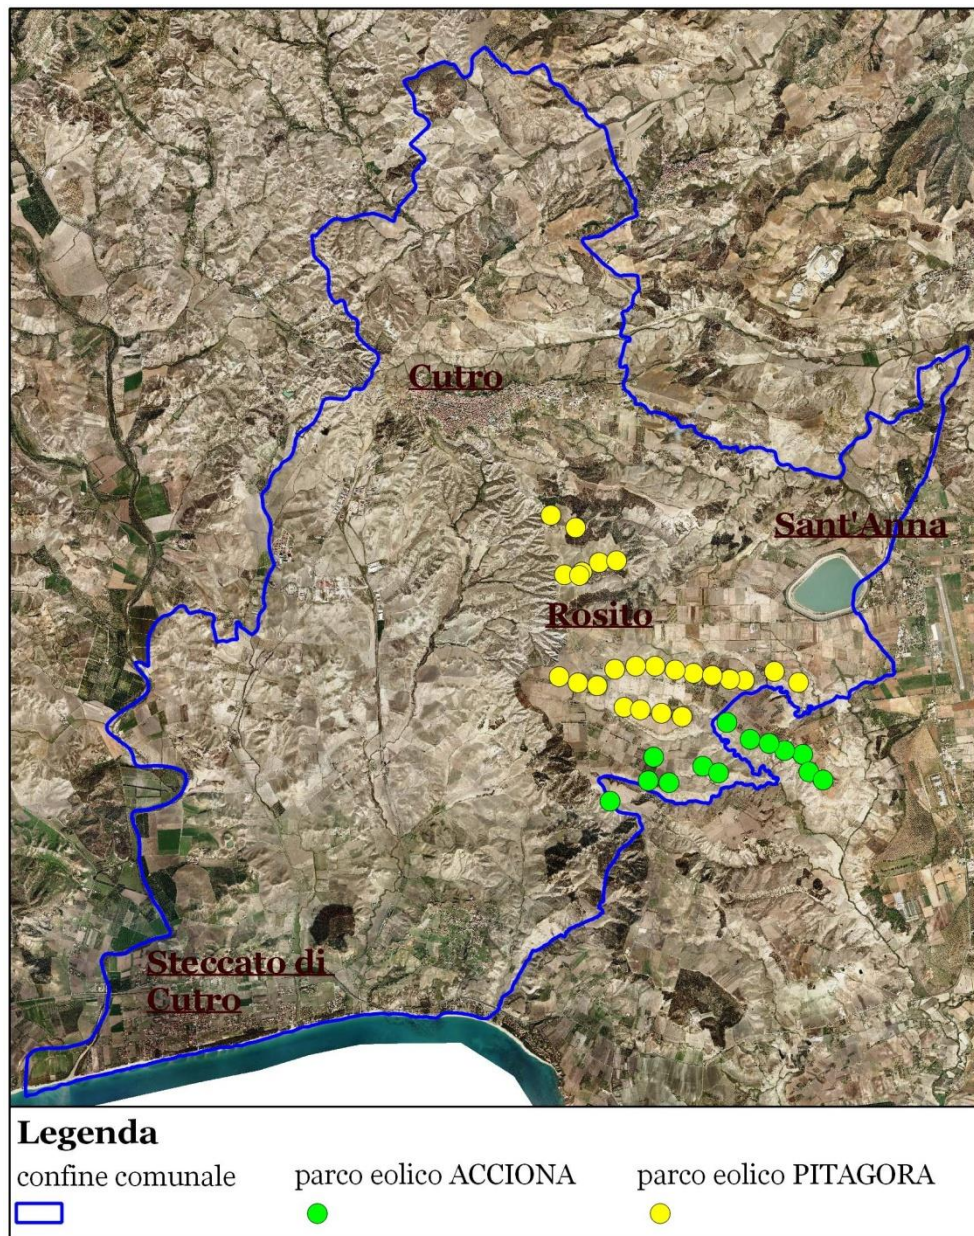 Cutro
Sant'Anna
Rosito
Steccato di
Cutro
Legenda
confine comunale
parco eolico ACCIONA
parco eolico PITAGORA